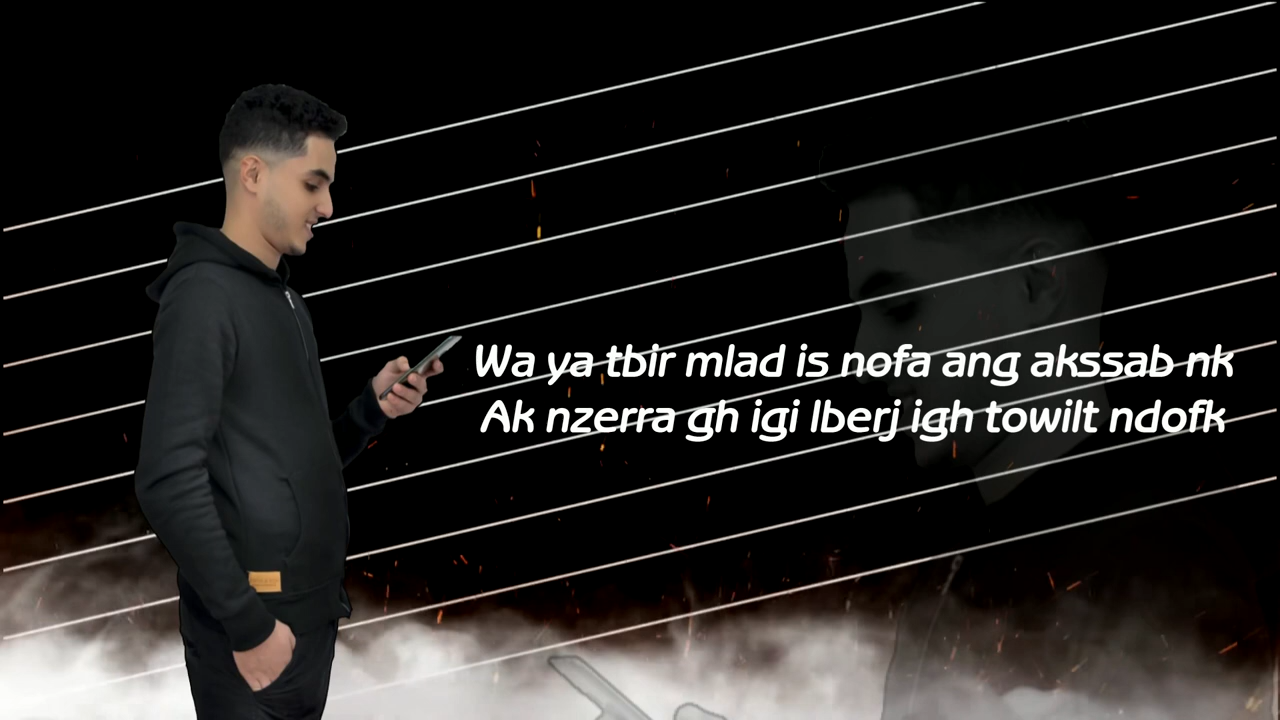 Wa ya tbir mlad is nofa ang akssab nk
Ak nzerra gh igi lberj igh towilt ndofk